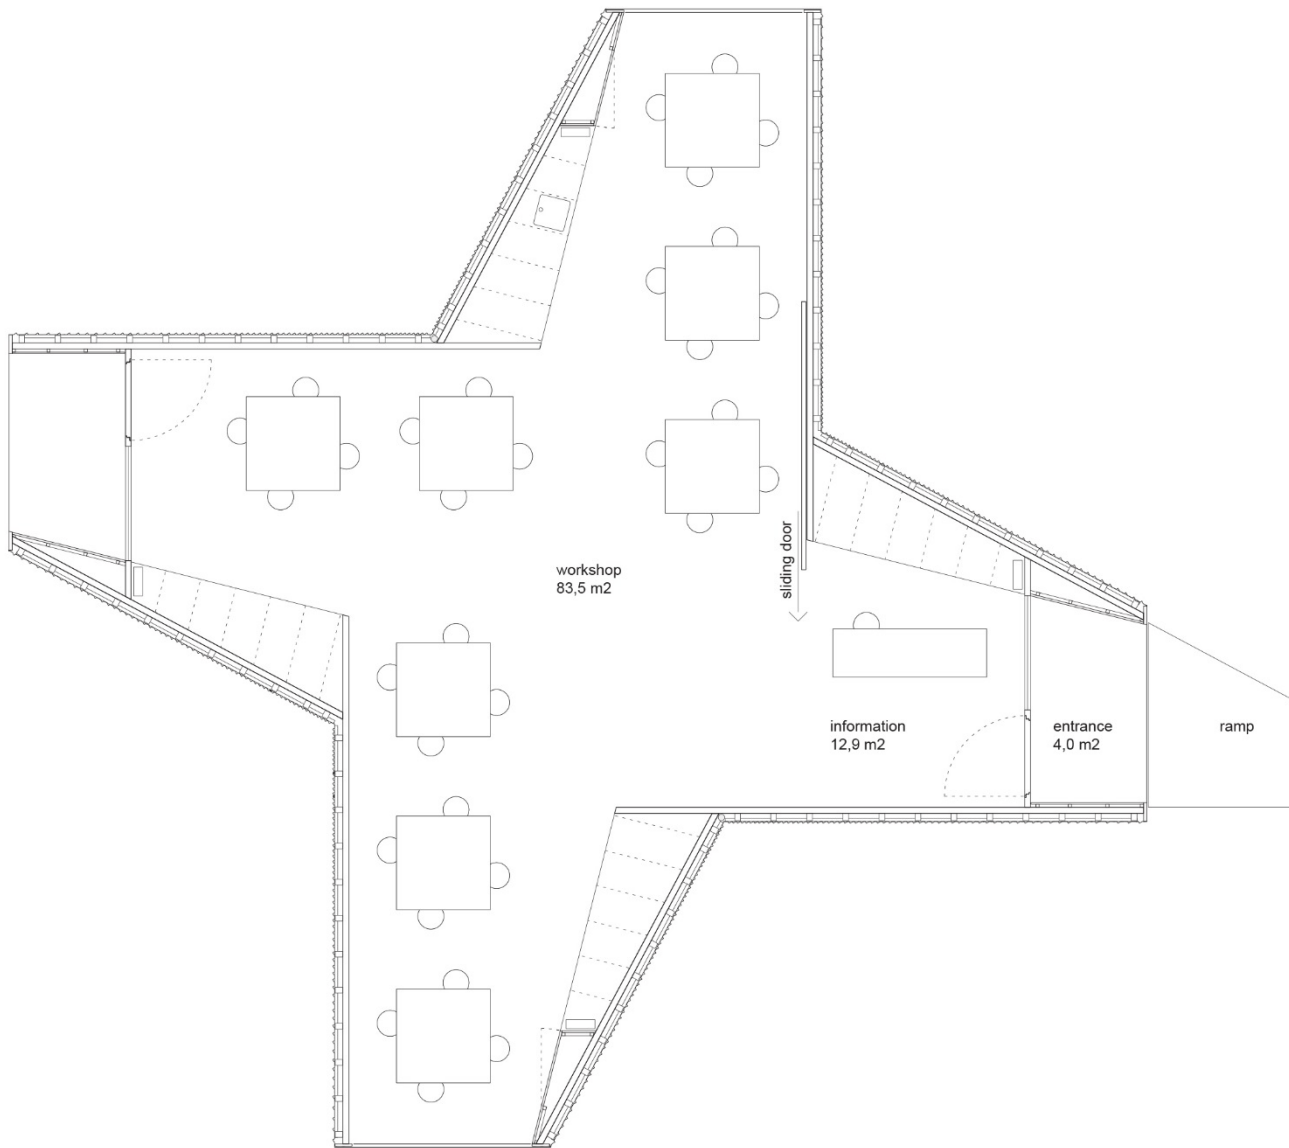 workshop
83,5 m2
sliding door
information
12,9 m2
entrance
4,0 m2
ramp